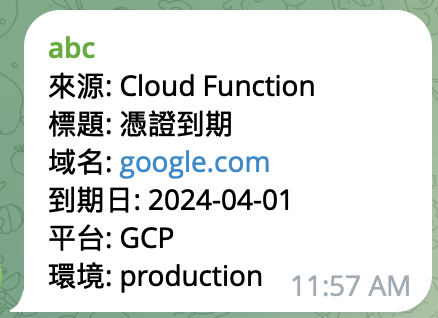 abc
來源: Cloud Function
標題: 憑證到期
域名: google.com
到期日: 2024-04-01
平台: GCP
環境: production
11:57 AM